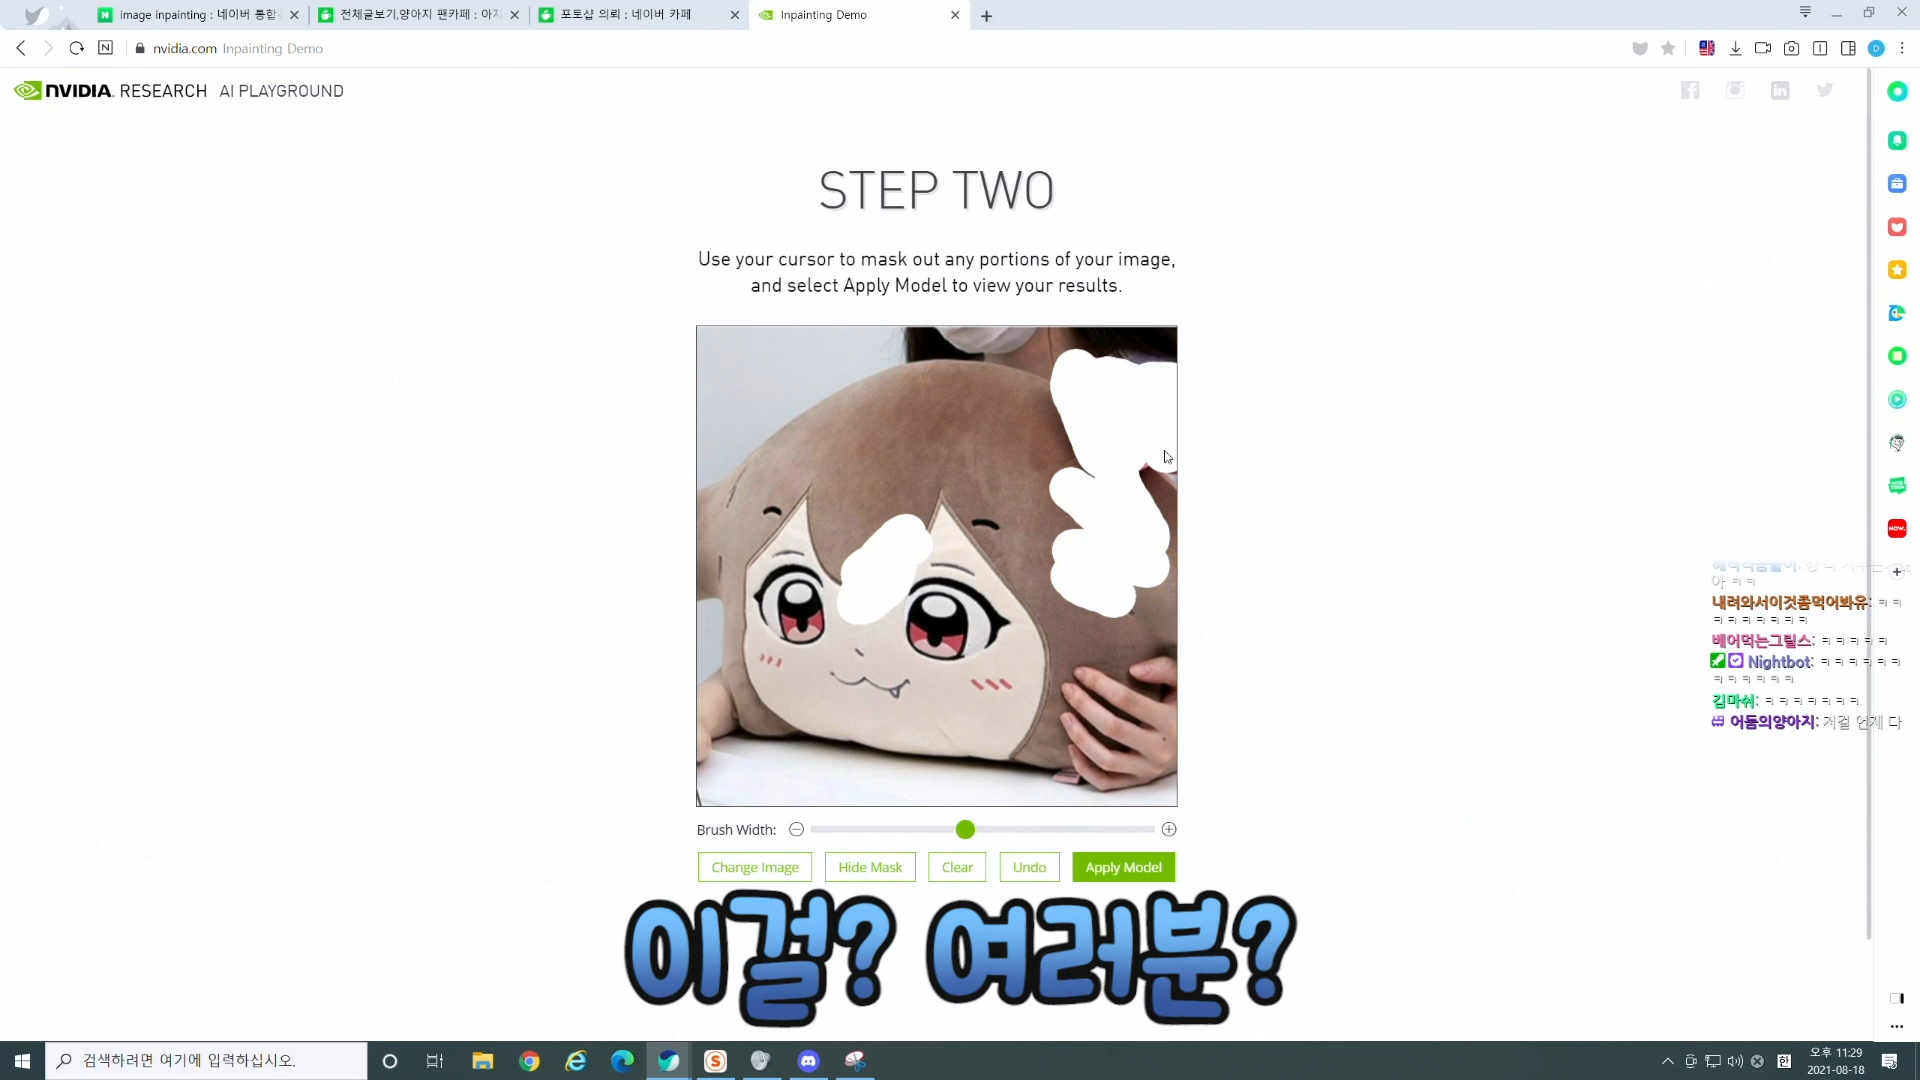 image inpainting : 네이버 통합
전체글보기,양아지 팬카페 : 아지
포토샵 의뢰 : 네이버 카페
Inpainting Demo
nvidia.com Inpainting Demo
NVIDIA. RESEARCH AI PLAYGROUND
STEP TWO
Use your cursor to mask out any portions of your image,
and select Apply Model to view your results.
아 ㅋㅋ
내려와서이것좀먹어봐유: ㅋㅋ
ㅋㅋㅋㅋㅋㅋㅋ
베어먹는그릴스: ㅋㅋㅋㅋㅋ
Nightbot: ㅋㅋㅋㅋㅋㅋ
ㅋㅋㅋㅋㅋㅋ
김마쉬: ㅋㅋㅋㅋㅋㅋㅋ
어둠의양아지: 저걸 언제 다
Brush Width:
Change Image
Hide Mask
Clear
Undo
Apply Model
이걸? 여러분?
NOW.
검색하려면 여기에 입력하십시오.
한
오후 11:29
2021-08-18